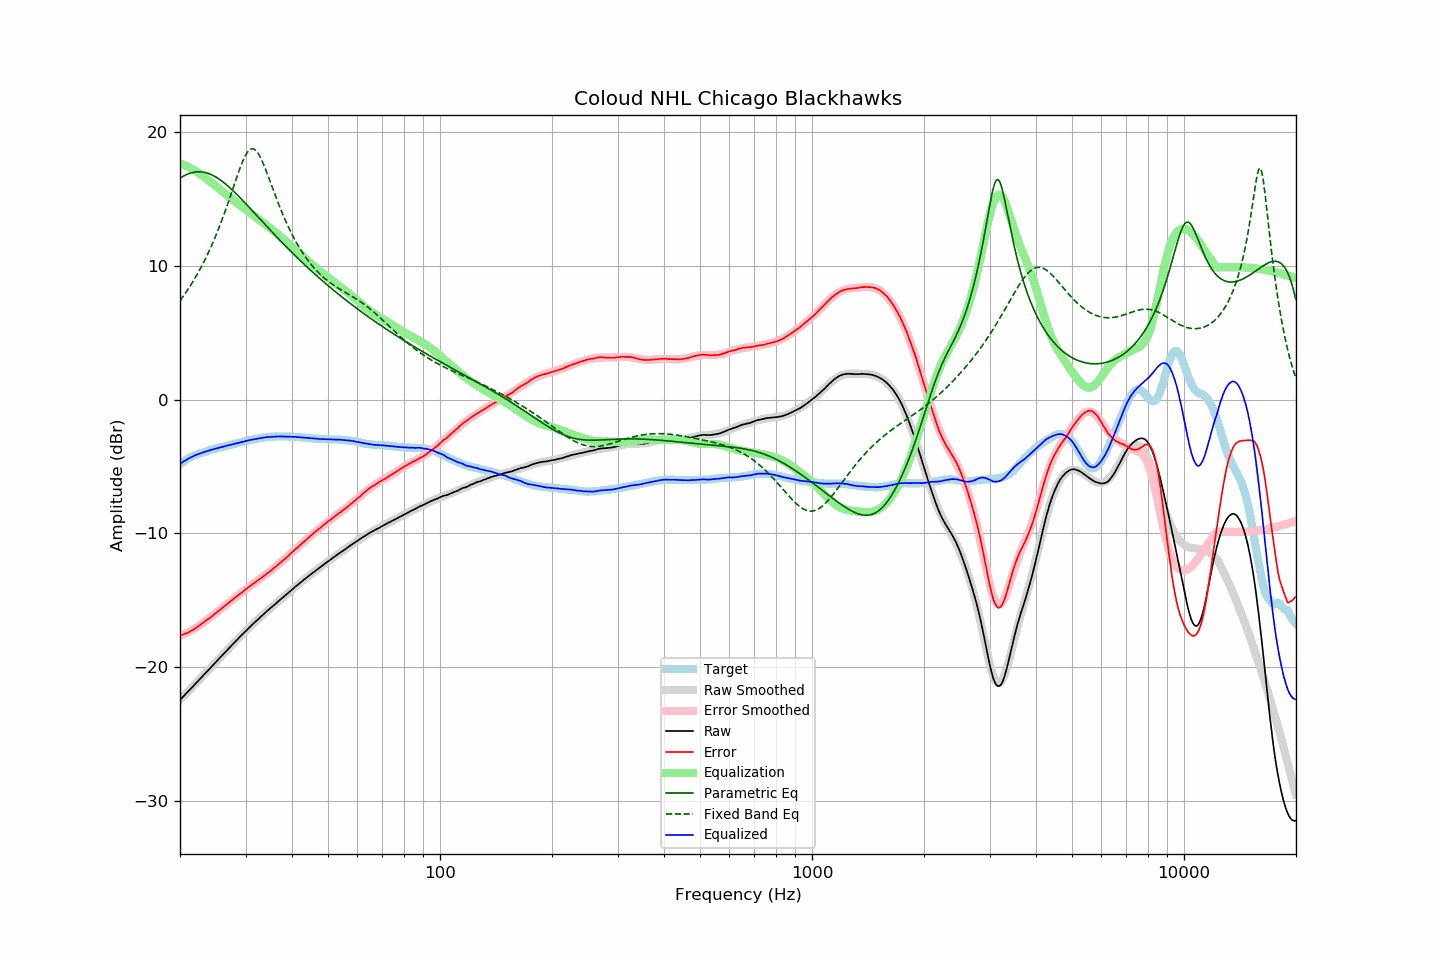 Coloud NHL Chicago Blackhawks
Amplitude (dBr)
20
10
0
−10
−20
−30
Target
Raw Smoothed
Error Smoothed
Raw
Error
Equalization
Parametric Eq
Fixed Band Eq
Equalized
100 1000 10000
Frequency (Hz)